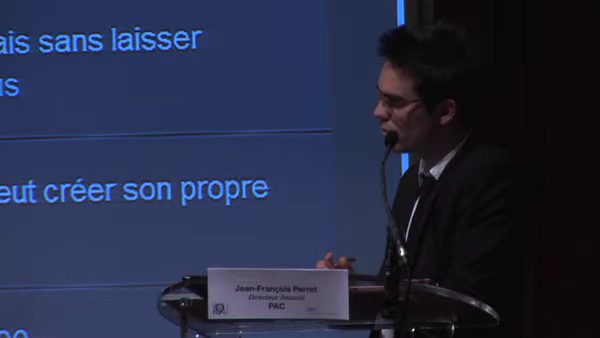 ais sans laisser
us
eut créer son propre
Jean-François Perret
Directeur Associé
PAC